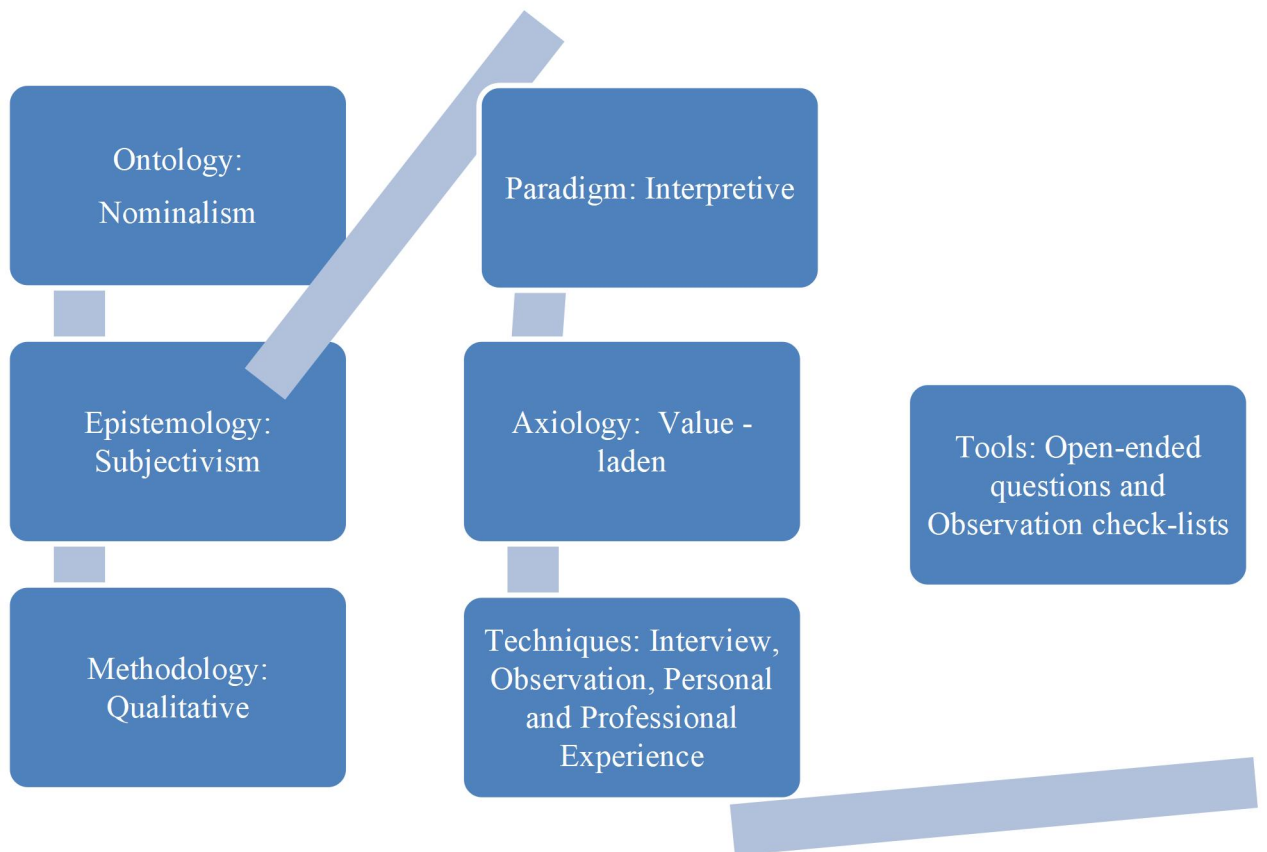 Ontology:
Nominalism
Epistemology:
Subjectivism
Methodology:
Qualitative
Paradigm: Interpretive
Axiology:  Value -
laden
Techniques: Interview,
Observation, Personal
and Professional
Experience
Tools: Open-ended
questions and
Observation check-lists